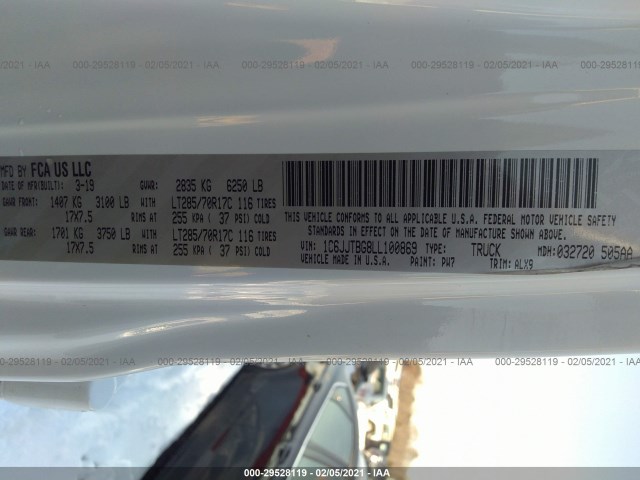 000-29528119 - 02/05/2021 - IAA
MFD BY FCA US LLC
DATE OF MFR(BUILT): 3-19 GVWR: 2835 KG 6250 LB
GAWR FRONT: 1407 KG 3100 LB WITH LT285/70R17C 116 TIRES
17X7.5 RIMS AT 255 KPA ( 37 PSI) COLD
GAWR REAR: 1701 KG 3750 LB WITH LT285/70R17C 116 TIRES
17X7.5 RIMS AT 255 KPA ( 37 PSI) COLD
THIS VEHICLE CONFORMS TO ALL APPLICABLE U.S.A. FEDERAL MOTOR VEHICLE SAFETY
STANDARDS IN EFFECT ON THE DATE OF MANUFACTURE SHOWN ABOVE.
VIN: 1C6JJTBG8LL100869 TYPE: TRUCK MDH: 032720 505AA
VEHICLE MADE IN U.S.A. PAINT: PW7 TRIM: ALX9
000-29528119 - 02/05/2021 - IAA
000-29528119 - 02/05/2021 - IAA